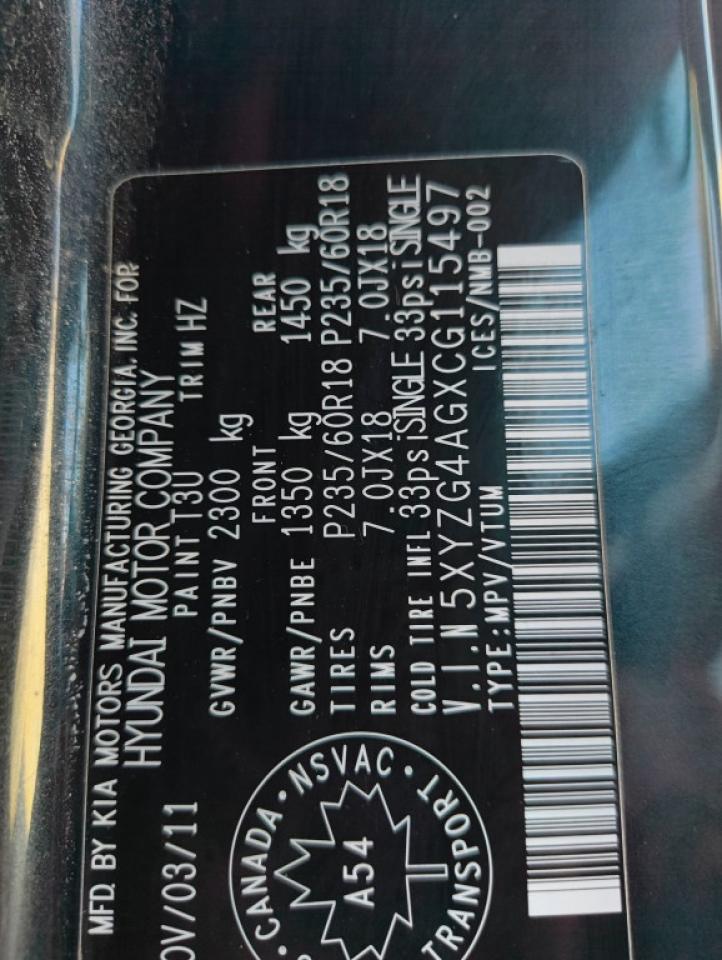 MFD. BY KIA MOTORS MANUFACTURING GEORGIA, INC. FOR
HYUNDAI MOTOR COMPANY
OV/03/11 PAINT T3U TRIM HZ
GVWR/PNBV 2300 kg
FRONT REAR
GAWR/PNBE 1350 kg 1450 kg
TIRES P235/60R18 P235/60R18
RIMS 7.0JX18 7.0JX18
COLD TIRE INFL 33psiSINGLE 33psiSINGLE
V.I.N 5XYZG4AGXCG115497
TYPE:MPV/VTUM ICES/NMB-002
CANADA · NSVAC ·
A54
TRANSPORT